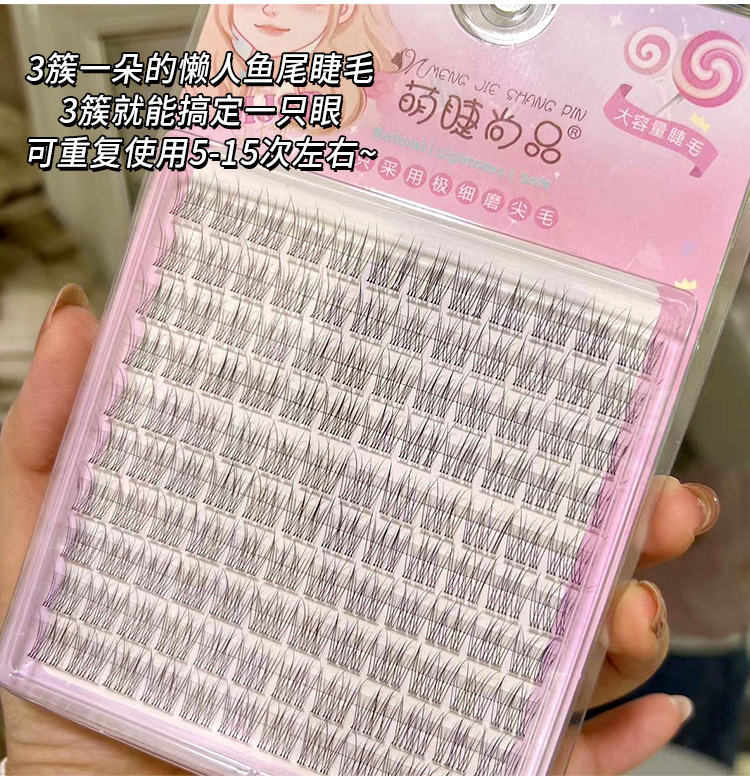 3簇一朵的懒人鱼尾睫毛
3簇就能搞定一只眼
可重复使用5-15次左右~
MENG JIE SHANG PIN
萌睫尚品®
大容量睫毛
采用极细磨尖毛